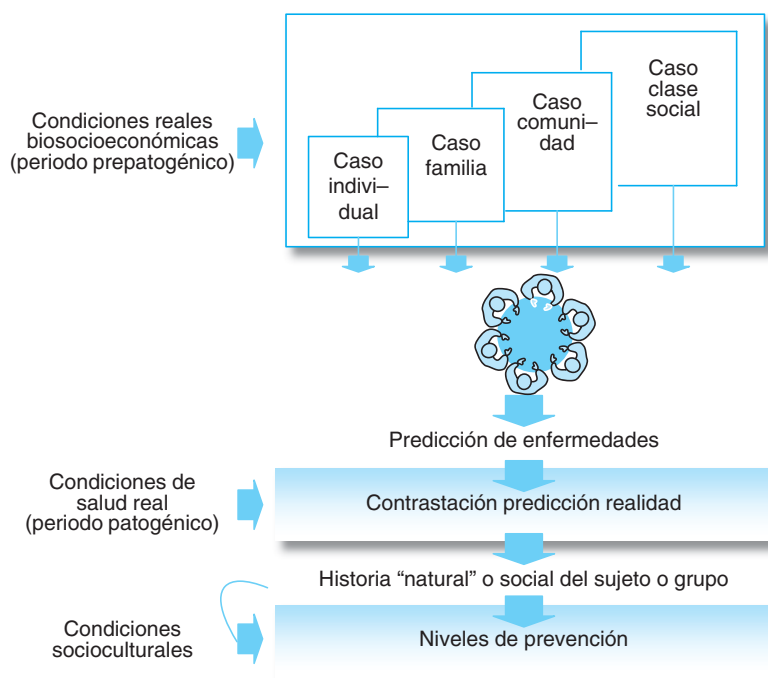 Condiciones reales
biosocioeconómicas
(periodo prepatogénico)
Caso
indivi–
dual
Caso
familia
Caso
comuni–
dad
Caso
clase
social
Predicción de enfermedades
Condiciones de
salud real
(periodo patogénico)
Contrastación predicción realidad
Historia “natural” o social del sujeto o grupo
Condiciones
socioculturales
Niveles de prevención